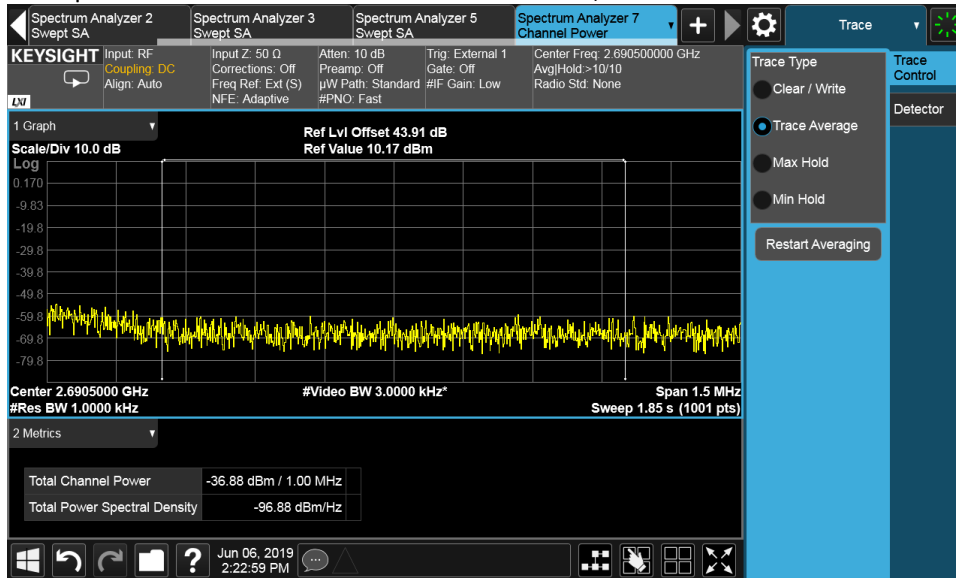 Spectrum Analyzer 2
Swept SA
Spectrum Analyzer 3
Swept SA
Spectrum Analyzer 5
Swept SA
Spectrum Analyzer 7
Channel Power
+
Trace
KEYSIGHT
LXI
Input: RF
Coupling: DC
Align: Auto
Input Z: 50 Ω
Corrections: Off
Freq Ref: Ext (S)
NFE: Adaptive
Atten: 10 dB
Preamp: Off
µW Path: Standard
#PNO: Fast
Trig: External 1
Gate: Off
#IF Gain: Low
Center Freq: 2.690500000 GHz
Avg|Hold:>10/10
Radio Std: None
Trace Type
Clear / Write
Trace Average
Max Hold
Min Hold
Restart Averaging
Trace
Control
Detector
1 Graph
Scale/Div 10.0 dB
Ref Lvl Offset 43.91 dB
Ref Value 10.17 dBm
Log
0.170
-9.83
-19.8
-29.8
-39.8
-49.8
-59.8
-69.8
-79.8
Center 2.6905000 GHz
#Res BW 1.0000 kHz
#Video BW 3.0000 kHz*
Span 1.5 MHz
Sweep 1.85 s (1001 pts)
2 Metrics
Total Channel Power -36.88 dBm / 1.00 MHz
Total Power Spectral Density -96.88 dBm/Hz
?
Jun 06, 2019
2:22:59 PM